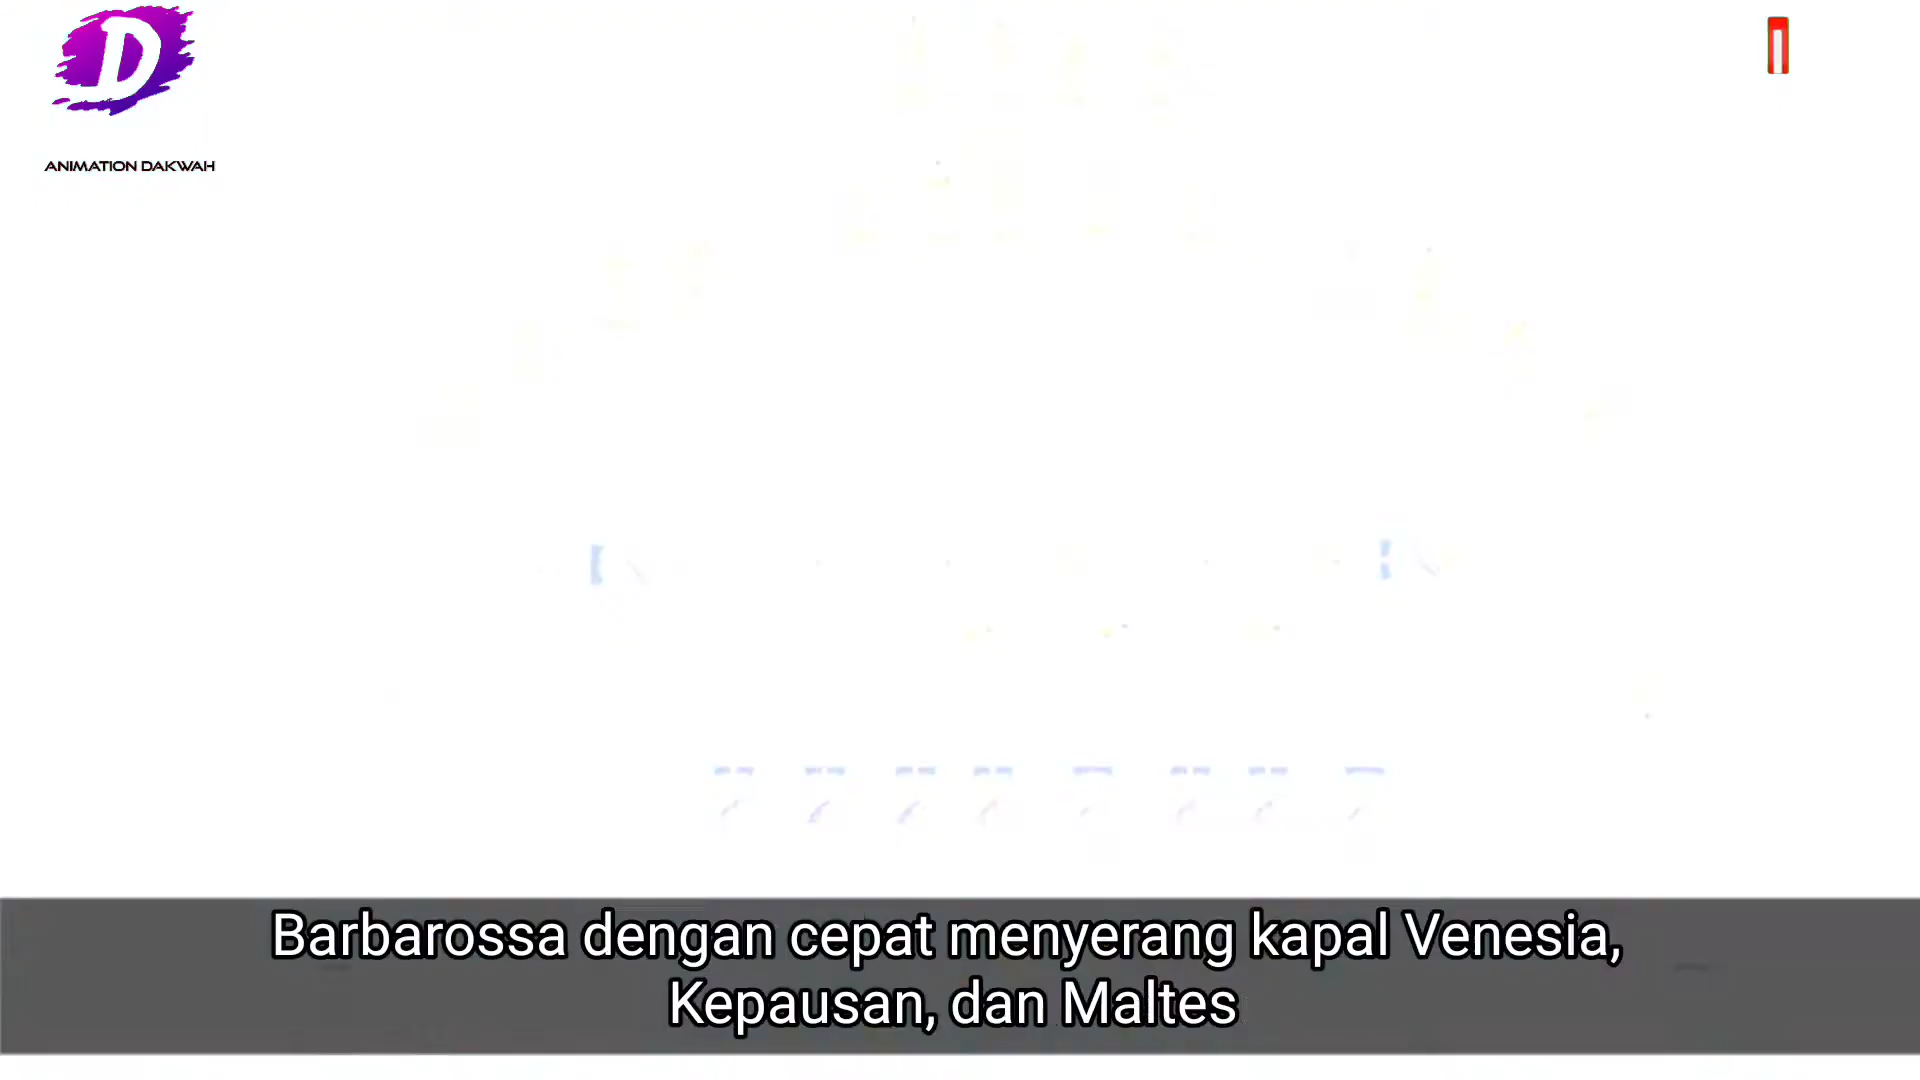 D
ANIMATION DAKWAH
Barbarossa dengan cepat menyerang kapal Venesia,
Kepausan, dan Maltes